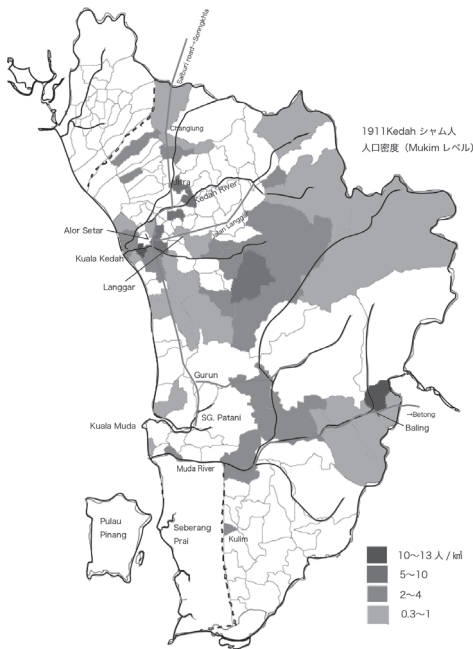 Saiburi road→Songkhla
1911Kedah シャム人
人口密度（Mukim レベル）
Changlung
Jitra
Kedah River
Jalan Langgar
Alor Setar
Kuala Kedah
Langgar
Gurun
→Betong
Kuala Muda
SG. Patani
Baling
Muda River
Pulau
Pinang
Seberang
Prai
Kulim
10〜13 人 / ㎢
5〜10
2〜4
0.3〜1